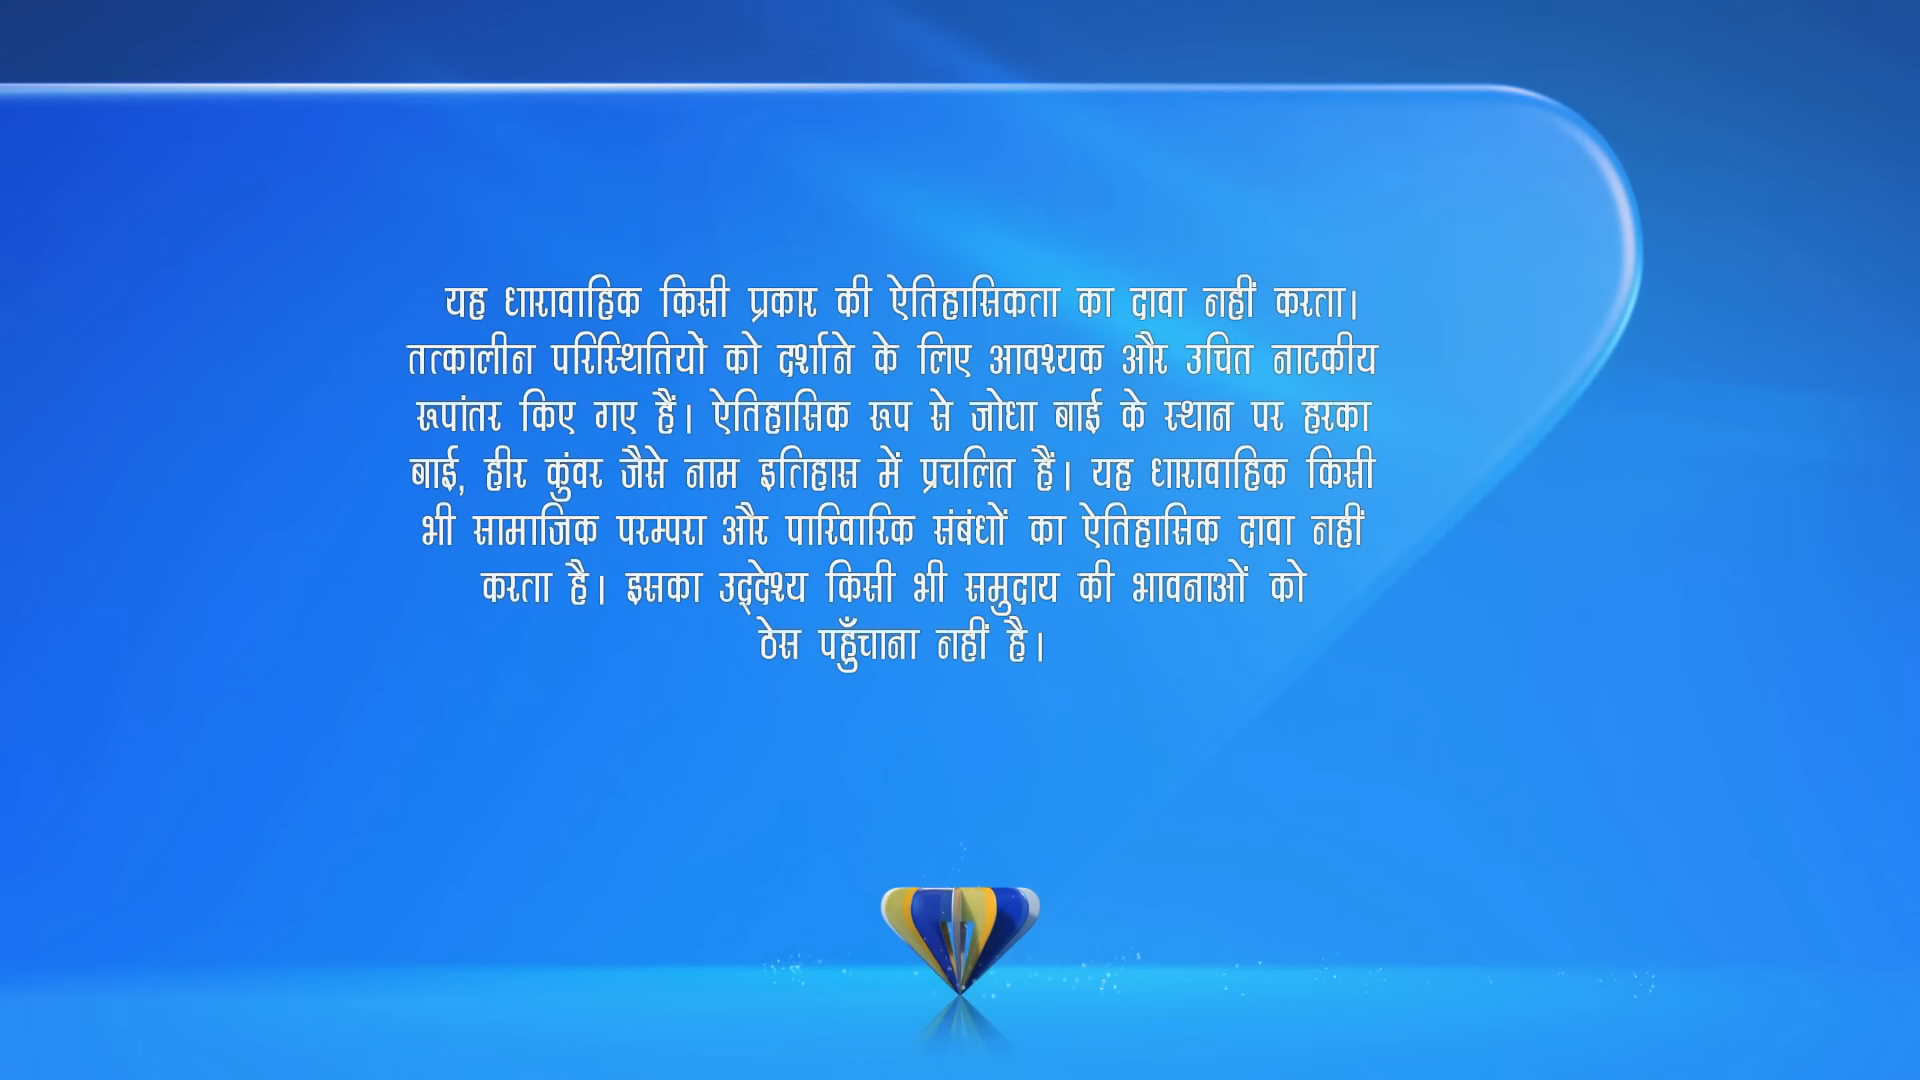 यह धारावाहिक किसी प्रकार की ऐतिहासिकता का दावा नहीं करता।
तत्कालीन परिस्थितियों को दर्शाने के लिए आवश्यक और उचित नाटकीय
रूपांतर किए गए हैं। ऐतिहासिक रूप से जोधा बाई के स्थान पर हरका
बाई, हीर कुंवर जैसे नाम इतिहास में प्रचलित हैं। यह धारावाहिक किसी
भी सामाजिक परम्परा और पारिवारिक संबंधों का ऐतिहासिक दावा नहीं
करता है। इसका उद्देश्य किसी भी समुदाय की भावनाओं को
ठेस पहुँचाना नहीं है।